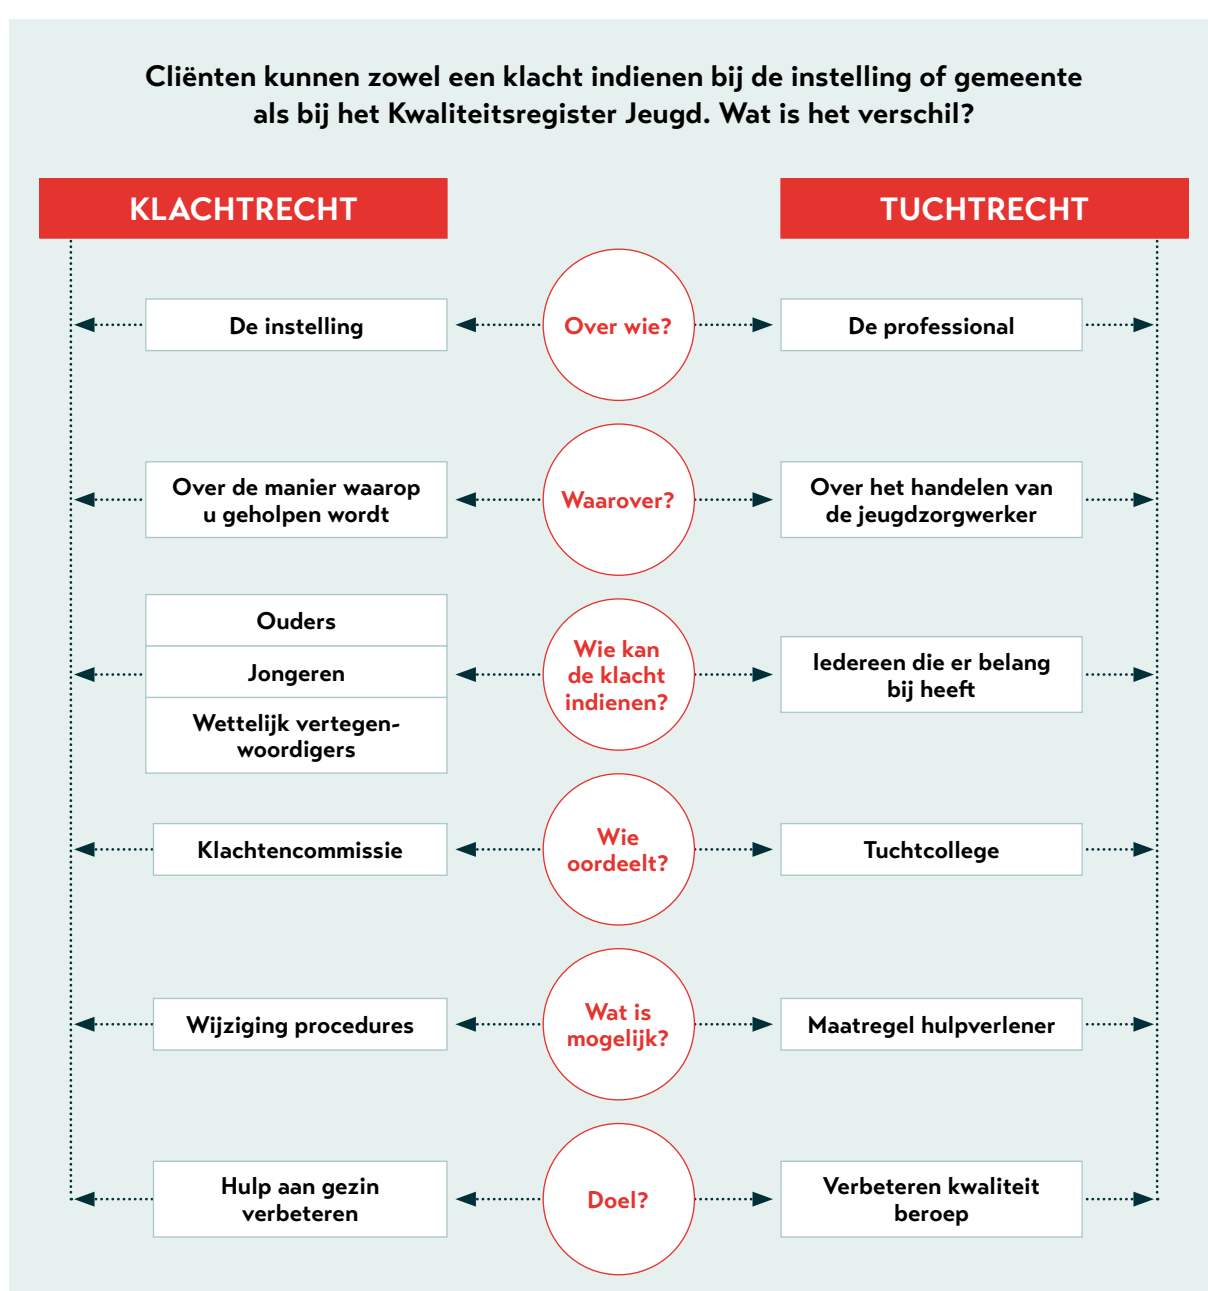 Cliënten kunnen zowel een klacht indienen bij de instelling of gemeente
als bij het Kwaliteitsregister Jeugd. Wat is het verschil?
KLACHTRECHT
TUCHTRECHT
De instelling
Over wie?
De professional
Over de manier waarop
u geholpen wordt
Waarover?
Over het handelen van
de jeugdzorgwerker
Ouders
Jongeren
Wettelijk vertegen-
woordigers
Wie kan
de klacht
indienen?
Iedereen die er belang
bij heeft
Klachtencommissie
Wie
oordeelt?
Tuchtcollege
Wijziging procedures
Wat is
mogelijk?
Maatregel hulpverlener
Hulp aan gezin
verbeteren
Doel?
Verbeteren kwaliteit
beroep